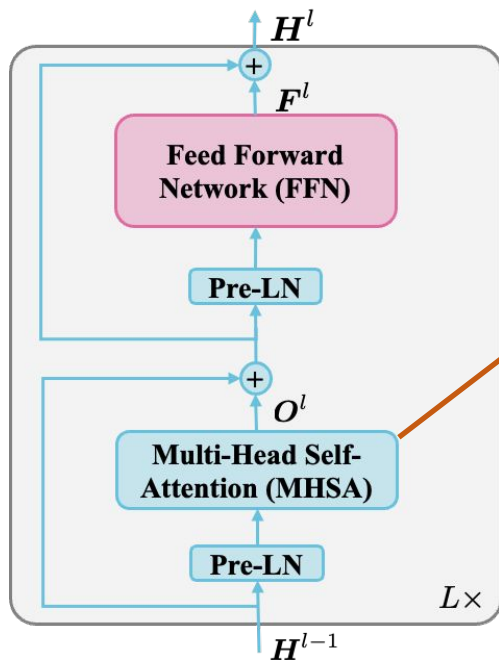 H^l
+
F^l
Feed Forward
Network (FFN)
Pre-LN
+
O^l
Multi-Head Self-
Attention (MHSA)
Pre-LN
L×
H^{l-1}